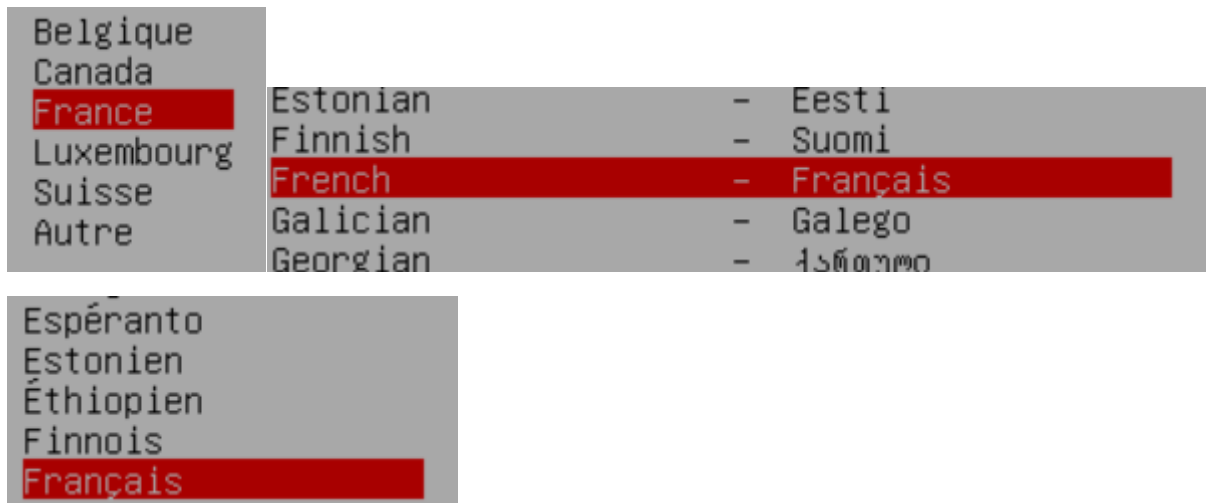 Belgique
Canada
France
Luxembourg
Suisse
Autre
Estonian - Eesti
Finnish - Suomi
French - Français
Galician - Galego
Georgian - ქართული
Espéranto
Estonien
Éthiopien
Finnois
Français